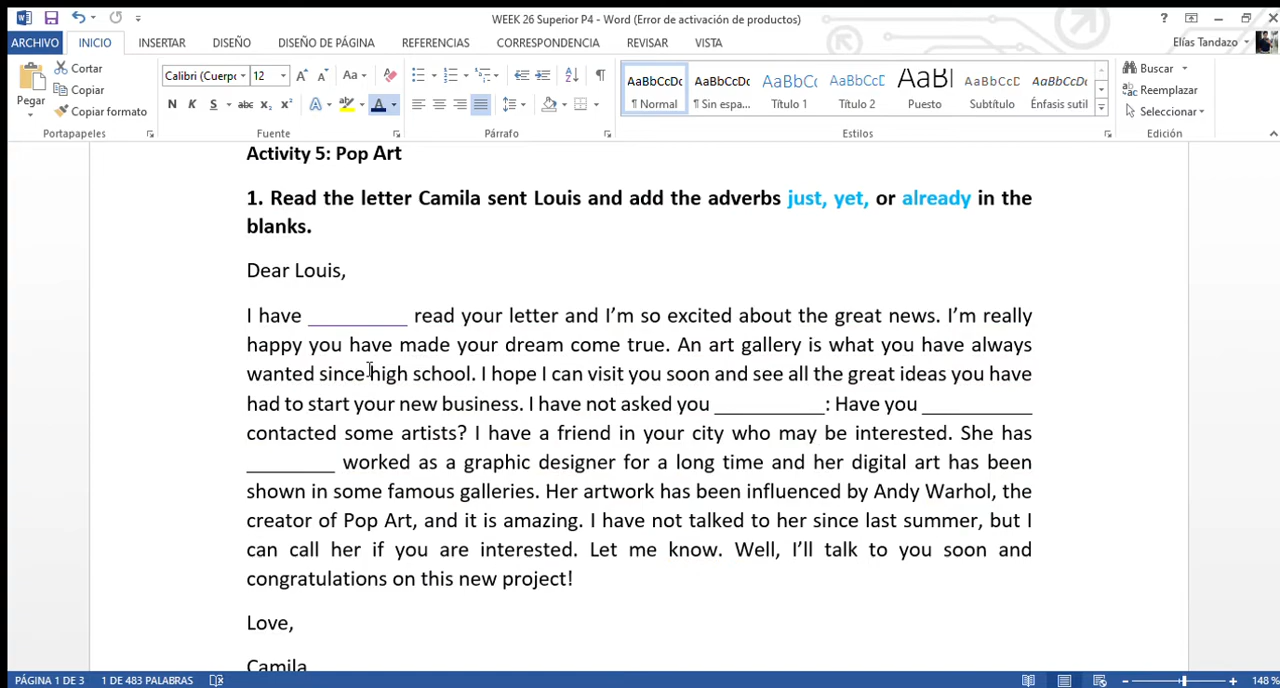 WEEK 26 Superior P4 - Word (Error de activación de productos)
ARCHIVO INICIO INSERTAR DISEÑO DISEÑO DE PÁGINA REFERENCIAS CORRESPONDENCIA REVISAR VISTA Elías Tandazo
Pegar
Cortar
Copiar
Copiar formato
Portapapeles
Calibri (Cuerpo 12
Aa
N K S abc x₂ x² A A
Fuente
Párrafo
AaBbCcDc AaBbCcDc AaBbC AaBbCcD AaB AaBbCcD AaBbCcDc
¶ Normal ¶ Sin espa... Título 1 Título 2 Puesto Subtítulo Énfasis sutil
Estilos
Buscar
Reemplazar
Seleccionar
Edición
Activity 5: Pop Art
1. Read the letter Camila sent Louis and add the adverbs just, yet, or already in the
blanks.
Dear Louis,
I have _________ read your letter and I’m so excited about the great news. I’m really
happy you have made your dream come true. An art gallery is what you have always
wanted since high school. I hope I can visit you soon and see all the great ideas you have
had to start your new business. I have not asked you __________: Have you __________
contacted some artists? I have a friend in your city who may be interested. She has
________ worked as a graphic designer for a long time and her digital art has been
shown in some famous galleries. Her artwork has been influenced by Andy Warhol, the
creator of Pop Art, and it is amazing. I have not talked to her since last summer, but I
can call her if you are interested. Let me know. Well, I’ll talk to you soon and
congratulations on this new project!
Love,
Camila
PÁGINA 1 DE 3 1 DE 483 PALABRAS 148 %